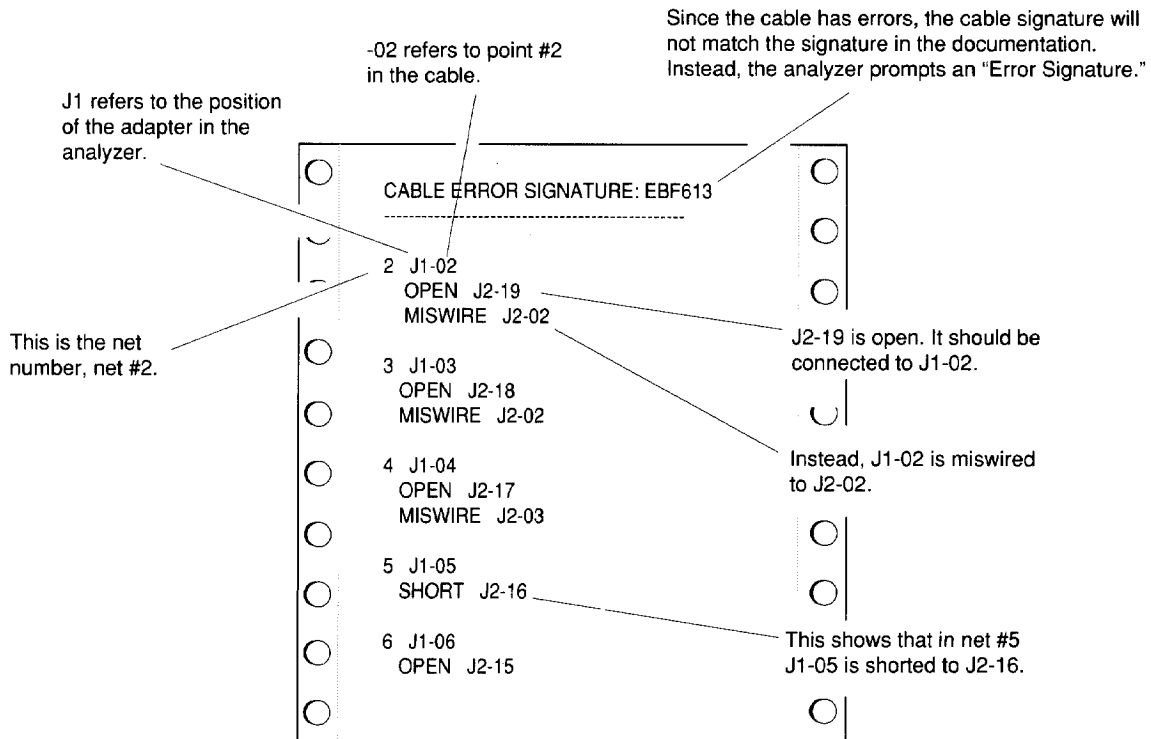 Since the cable has errors, the cable signature will
not match the signature in the documentation.
Instead, the analyzer prompts an “Error Signature.”
-02 refers to point #2
in the cable.
J1 refers to the position
of the adapter in the
analyzer.
CABLE ERROR SIGNATURE: EBF613
------------------------------------------
2 J1-02
OPEN J2-19
MISWIRE J2-02
This is the net
number, net #2.
J2-19 is open. It should be
connected to J1-02.
3 J1-03
OPEN J2-18
MISWIRE J2-02
Instead, J1-02 is miswired
to J2-02.
4 J1-04
OPEN J2-17
MISWIRE J2-03
5 J1-05
SHORT J2-16
This shows that in net #5
J1-05 is shorted to J2-16.
6 J1-06
OPEN J2-15